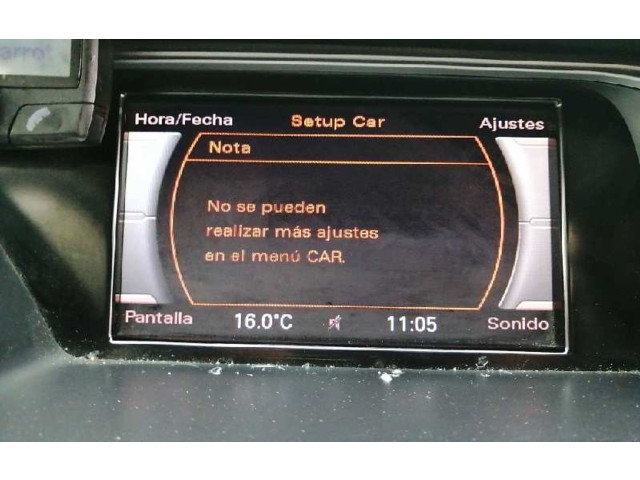 Hora/Fecha Setup Car Ajustes
Nota
No se pueden
realizar más ajustes
en el menú CAR.
Pantalla 16.0°C 11:05 Sonido